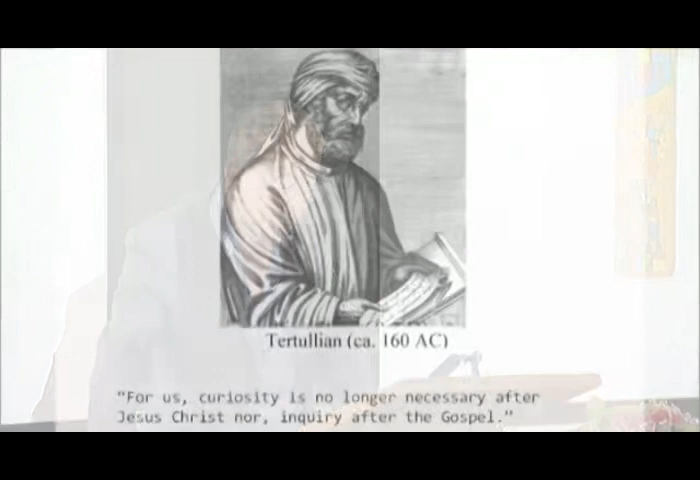 Tertullian (ca. 160 AC)
"For us, curiosity is no longer necessary after
Jesus Christ nor, inquiry after the Gospel."